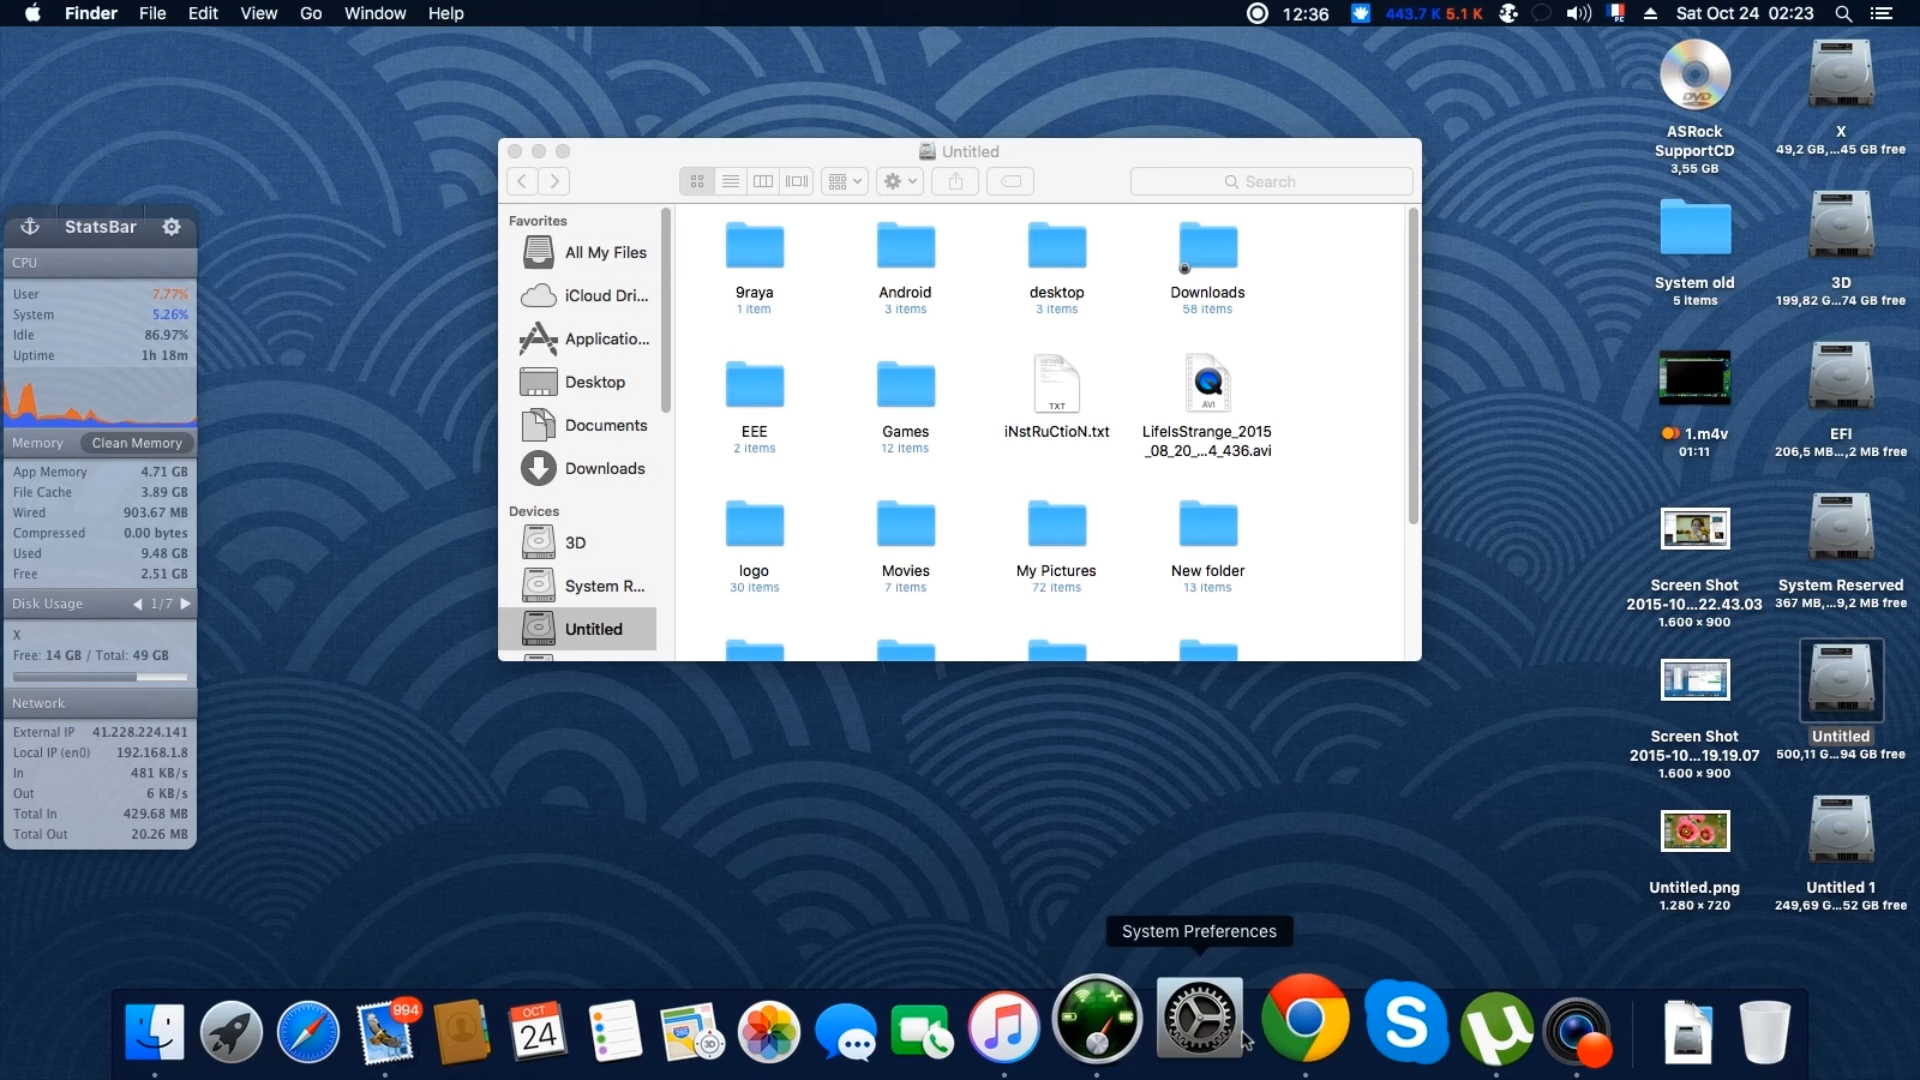 Finder File Edit View Go Window Help
12:36 443.7 K 5.1 K Sat Oct 24 02:23
StatsBar
CPU
User 7.77%
System 5.26%
Idle 86.97%
Uptime 1h 18m
Memory Clean Memory
App Memory 4.71 GB
File Cache 3.89 GB
Wired 903.67 MB
Compressed 0.00 bytes
Used 9.48 GB
Free 2.51 GB
Disk Usage 1/7
X
Free: 14 GB / Total: 49 GB
Network
External IP 41.228.224.141
Local IP (en0) 192.168.1.8
In 481 KB/s
Out 6 KB/s
Total In 429.68 MB
Total Out 20.26 MB
Untitled
Search
Favorites
All My Files
iCloud Dri...
Applicatio...
Desktop
Documents
Downloads
Devices
3D
System R...
Untitled
9raya
1 item
Android
3 items
desktop
3 items
Downloads
58 items
EEE
2 items
Games
12 items
TXT
iNstRuCtioN.txt
AVI
LifeIsStrange_2015
_08_20_...4_436.avi
logo
30 items
Movies
7 items
My Pictures
72 items
New folder
13 items
DVD
ASRock
SupportCD
3,55 GB
X
49,2 GB,...45 GB free
System old
5 items
3D
199,82 G...74 GB free
1.m4v
01:11
EFI
206,5 MB...,2 MB free
Screen Shot
2015-10...22.43.03
1.600 × 900
System Reserved
367 MB,...9,2 MB free
Screen Shot
2015-10...19.19.07
1.600 × 900
Untitled
500,11 G...94 GB free
Untitled.png
1.280 × 720
Untitled 1
249,69 G...52 GB free
System Preferences
994
OCT
24
3D